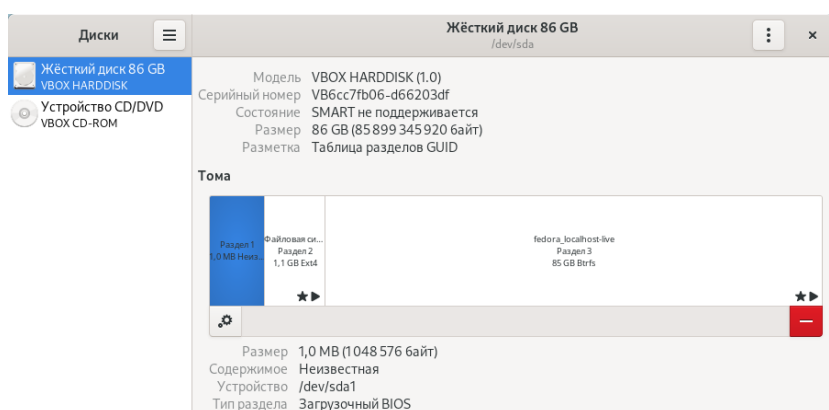 Диски
Жёсткий диск 86 GB
/dev/sda
Жёсткий диск 86 GB
VBOX HARDDISK
Устройство CD/DVD
VBOX CD-ROM
Модель VBOX HARDDISK (1.0)
Серийный номер VB6cc7fb06-d66203df
Состояние SMART не поддерживается
Размер 86 GB (85 899 345 920 байт)
Разметка Таблица разделов GUID
Тома
Раздел 1
1,0 MB Неиз...
Файловая си...
Раздел 2
1,1 GB Ext4
fedora_localhost-live
Раздел 3
85 GB Btrfs
Размер 1,0 MB (1 048 576 байт)
Содержимое Неизвестная
Устройство /dev/sda1
Тип раздела Загрузочный BIOS